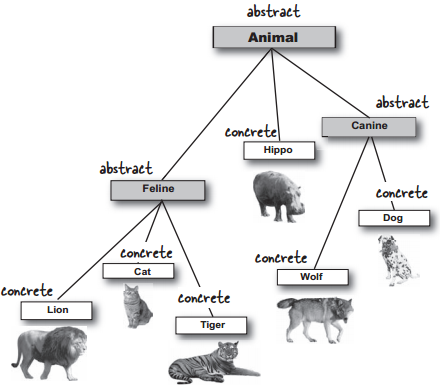 abstract
Animal
abstract
Canine
concrete
Hippo
abstract
Feline
concrete
Dog
concrete
Cat
concrete
Wolf
concrete
Lion
concrete
Tiger